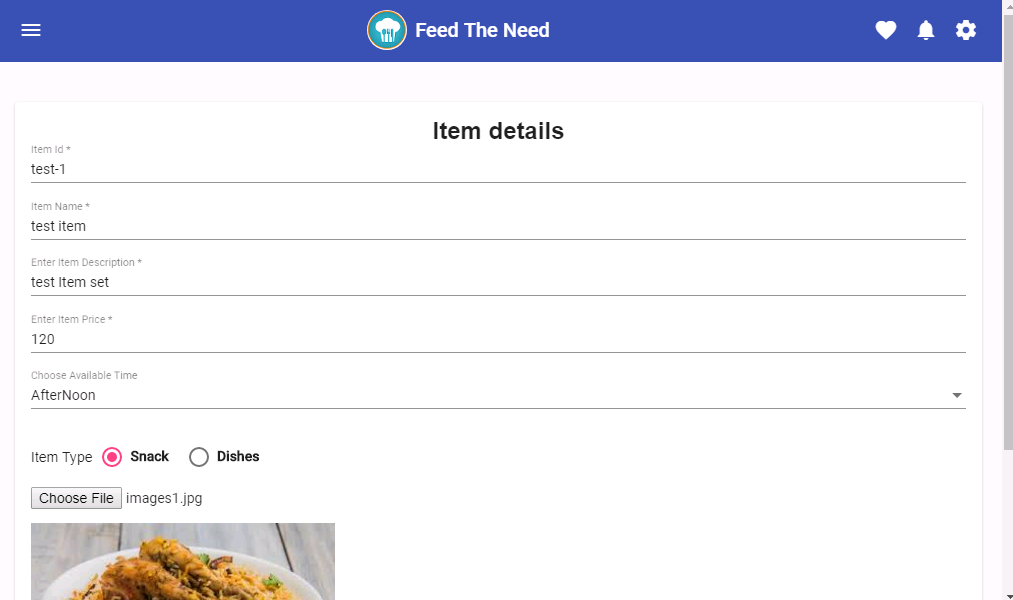 Feed The Need
Item details
Item Id *
test-1
Item Name *
test item
Enter Item Description *
test Item set
Enter Item Price *
120
Choose Available Time
AfterNoon
Item Type Snack Dishes
Choose File images1.jpg